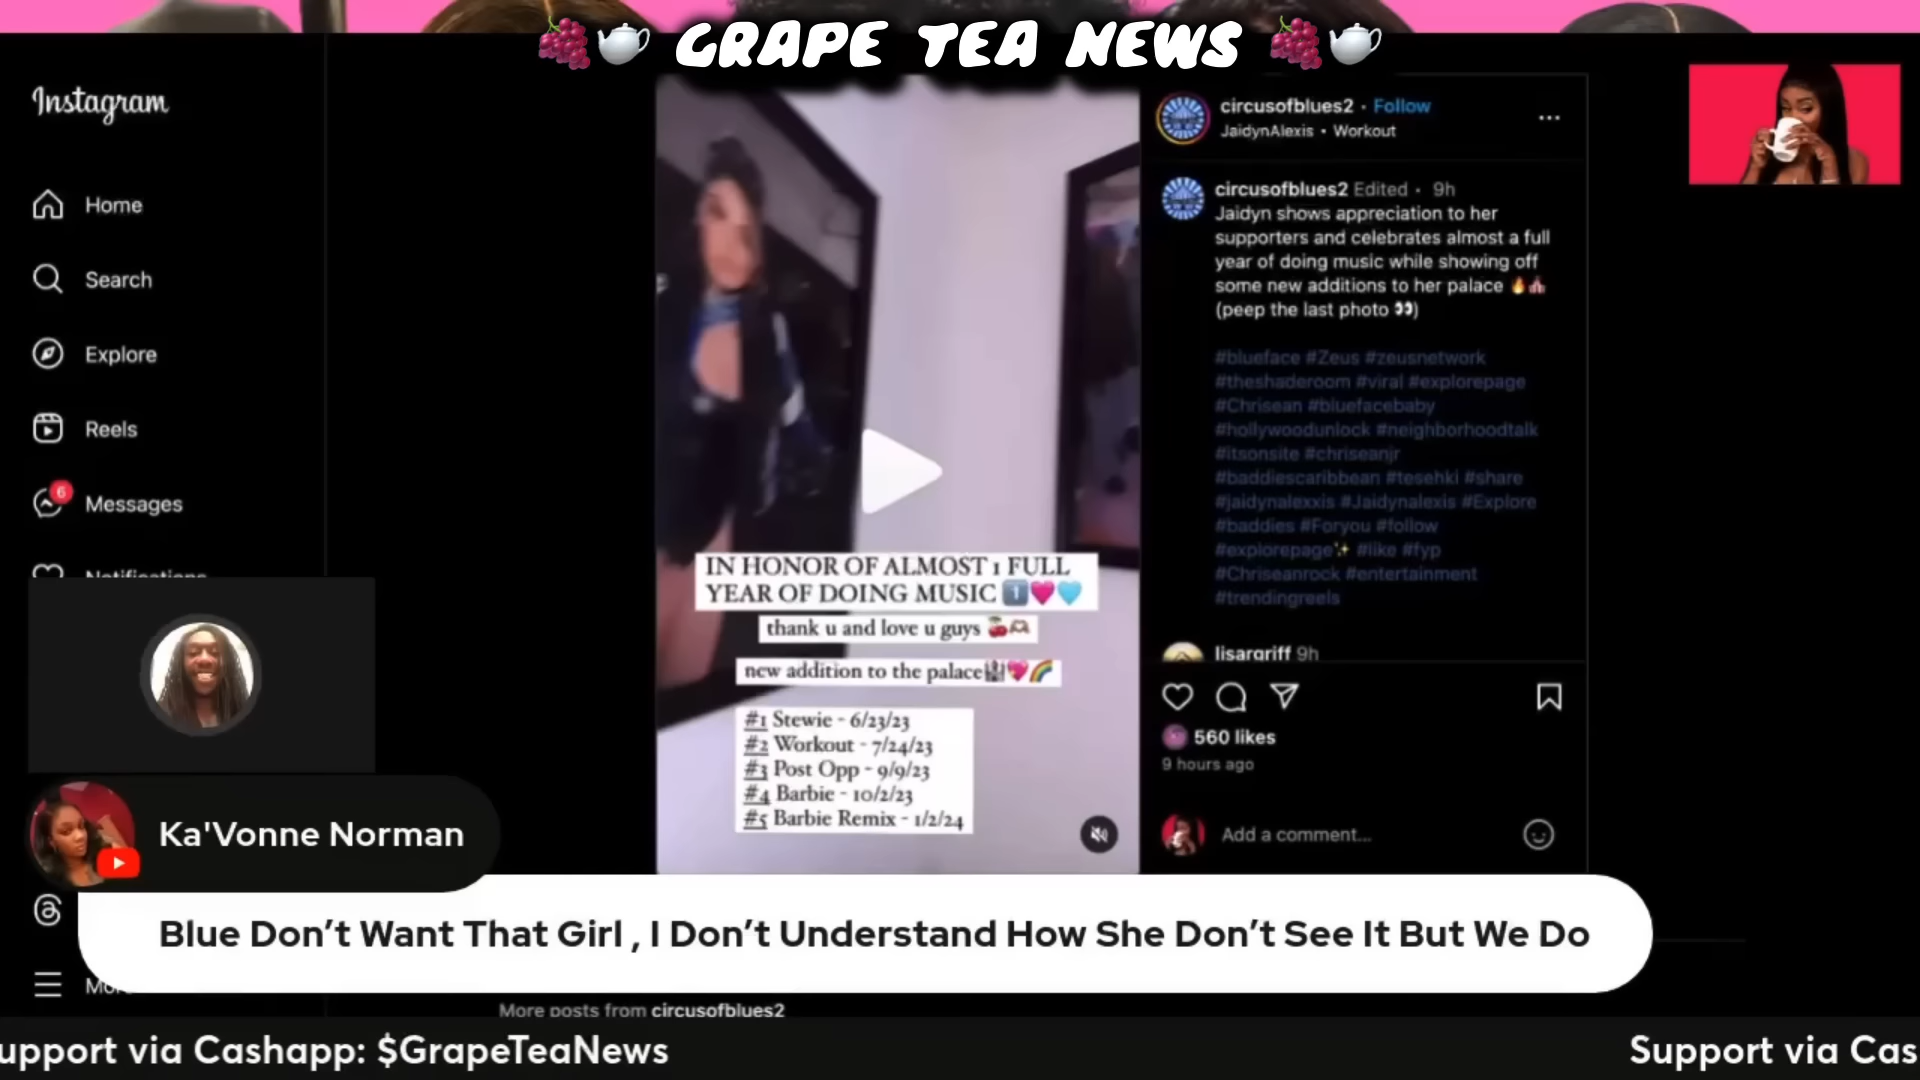 GRAPE TEA NEWS
Instagram
Home
Search
Explore
Reels
6
Messages
Notifications
circusofblues2 • Follow
JaidynAlexis • Workout
circusofblues2 Edited • 9h
Jaidyn shows appreciation to her
supporters and celebrates almost a full
year of doing music while showing off
some new additions to her palace 🔥🎪
(peep the last photo 👀)
#blueface #Zeus #zeusnetwork
#theshaderoom #viral #explorepage
#Chrisean #bluefacebaby
#hollywoodunlock #neighborhoodtalk
#itsonsite #chriseanjr
#baddiescaribbean #tesehki #share
#jaidynalexxis #Jaidynalexis #Explore
#baddies #Foryou #follow
#explorepage✨ #like #fyp
#Chriseanrock #entertainment
#trendingreels
lisargriff 9h
560 likes
9 hours ago
Add a comment...
IN HONOR OF ALMOST 1 FULL
YEAR OF DOING MUSIC 1️⃣💗🩵
thank u and love u guys 🍒🫶
new addition to the palace🏰💖🌈
#1 Stewie - 6/23/23
#2 Workout - 7/24/23
#3 Post Opp - 9/9/23
#4 Barbie - 10/2/23
#5 Barbie Remix - 1/2/24
Ka'Vonne Norman
Blue Don’t Want That Girl , I Don’t Understand How She Don’t See It But We Do
More posts from circusofblues2
upport via Cashapp: $GrapeTeaNews
Support via Cas